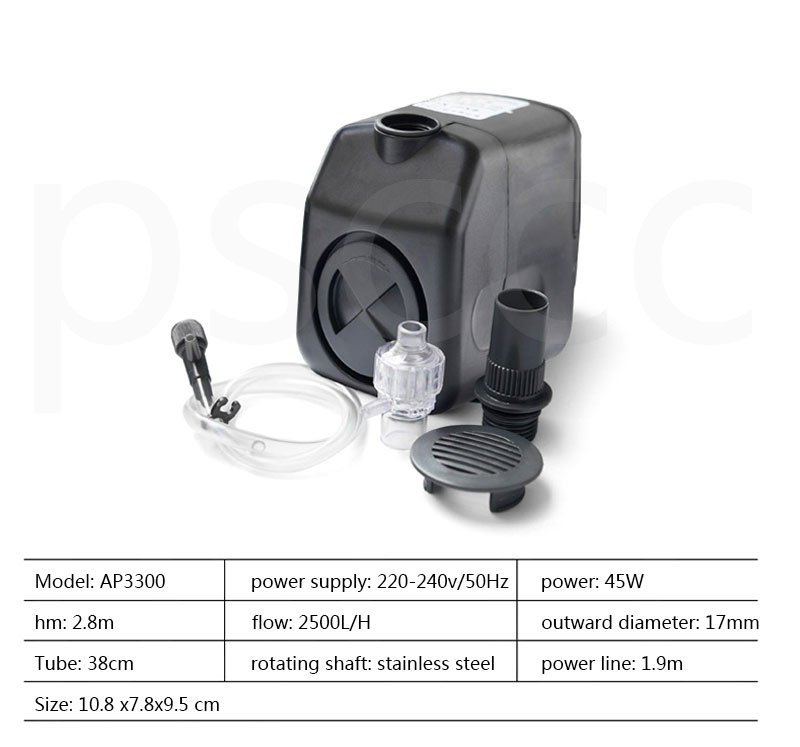 psccc
Model: AP3300 power supply: 220-240v/50Hz power: 45W
hm: 2.8m flow: 2500L/H outward diameter: 17mm
Tube: 38cm rotating shaft: stainless steel power line: 1.9m
Size: 10.8 x7.8x9.5 cm